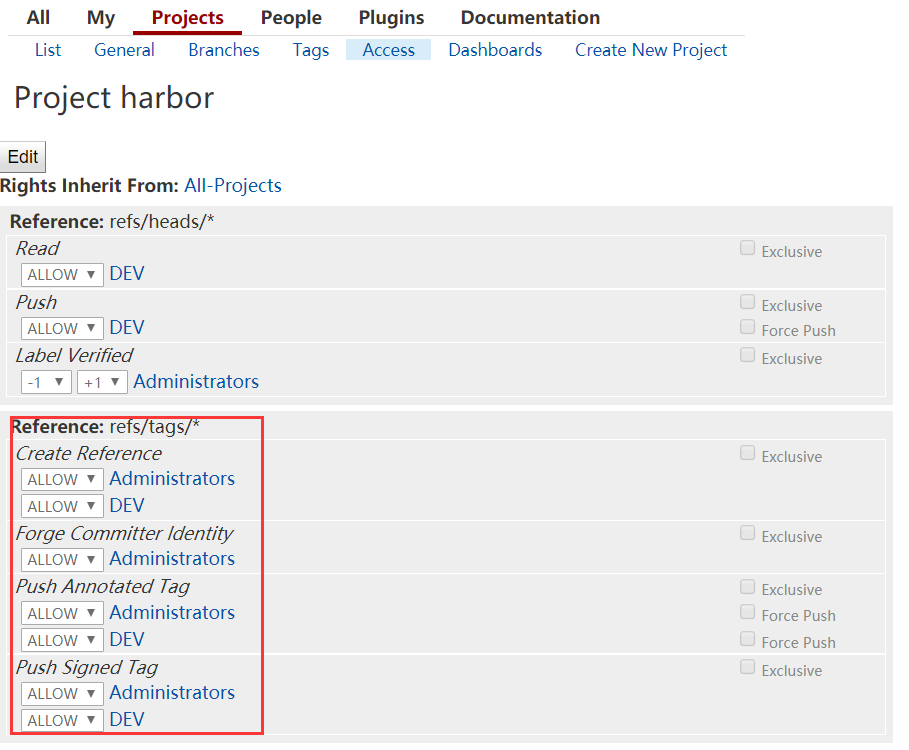 All My Projects People Plugins Documentation
List General Branches Tags Access Dashboards Create New Project
Project harbor
Edit
Rights Inherit From: All-Projects
Reference: refs/heads/*
Read Exclusive
ALLOW ▼ DEV
Push Exclusive
ALLOW ▼ DEV Force Push
Label Verified Exclusive
-1 ▼ +1 ▼ Administrators
Reference: refs/tags/*
Create Reference Exclusive
ALLOW ▼ Administrators
ALLOW ▼ DEV
Forge Committer Identity Exclusive
ALLOW ▼ Administrators
Push Annotated Tag Exclusive
ALLOW ▼ Administrators Force Push
ALLOW ▼ DEV Force Push
Push Signed Tag Exclusive
ALLOW ▼ Administrators
ALLOW ▼ DEV